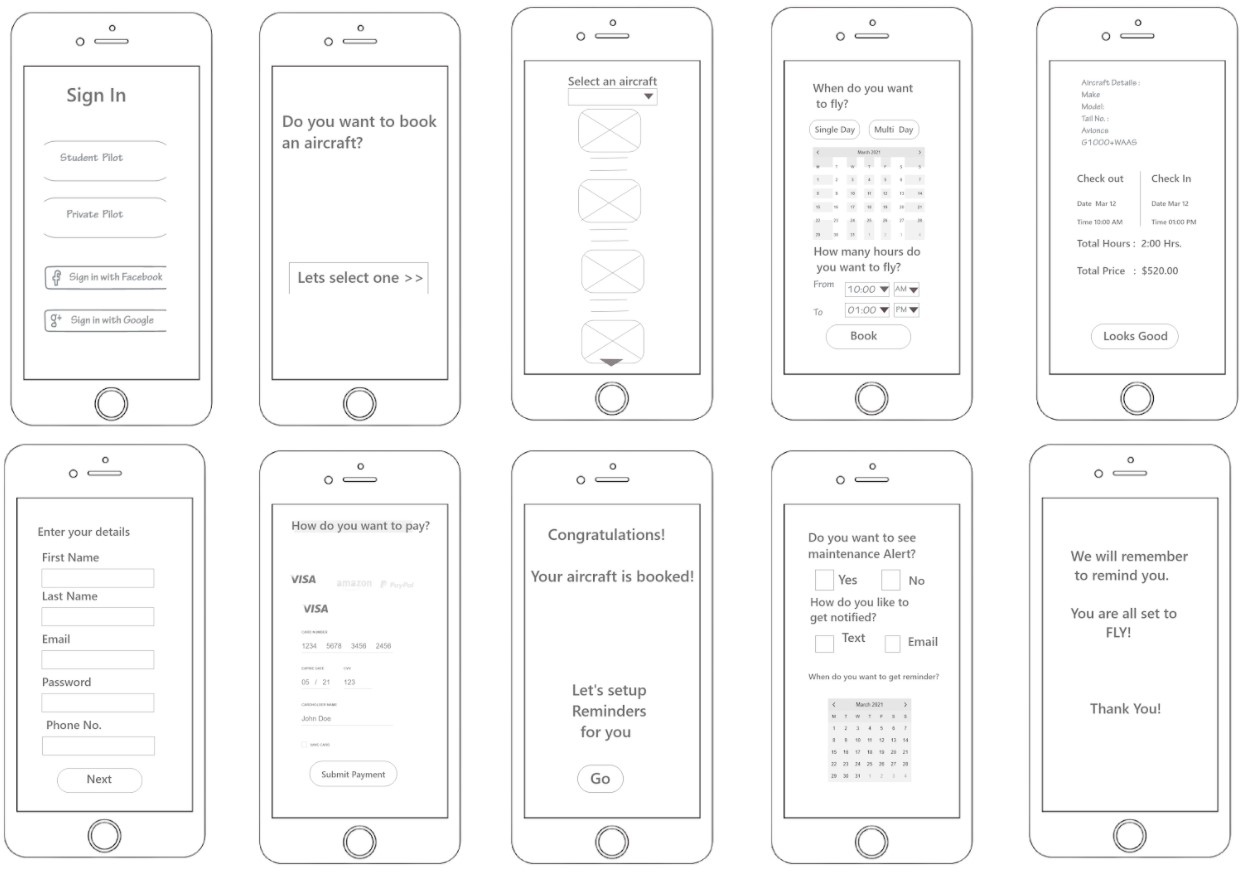 Sign In
Student Pilot
Private Pilot
Sign in with Facebook
g+ Sign in with Google
Do you want to book
an aircraft?
Lets select one >>
Select an aircraft
When do you want
to fly?
Single Day Multi Day
< March 2021 >
M T W T F S S
1 2 3 4 5 6 7
8 9 10 11 12 13 14
15 16 17 18 19 20 21
22 23 24 25 26 27 28
29 30 31 1 2 3 4
How many hours do
you want to fly?
From 10:00 AM
To 01:00 PM
Book
Aircraft Details :
Make
Model:
Tail No. :
Avionce
G1000+WAAS
Check out Check In
Date Mar 12 Date Mar 12
Time 10:00 AM Time 01:00 PM
Total Hours : 2:00 Hrs.
Total Price : $520.00
Looks Good
Enter your details
First Name
Last Name
Email
Password
Phone No.
Next
How do you want to pay?
VISA amazon P PayPal
VISA
CARD NUMBER
1234 5678 3456 2456
EXPIRE DATE CVV
05 / 21 123
CARDHOLDER NAME
John Doe
SAVE CARD
Submit Payment
Congratulations!
Your aircraft is booked!
Let's setup
Reminders
for you
Go
Do you want to see
maintenance Alert?
Yes No
How do you like to
get notified?
Text Email
When do you want to get reminder?
< March 2021 >
M T W T F S S
1 2 3 4 5 6 7
8 9 10 11 12 13 14
15 16 17 18 19 20 21
22 23 24 25 26 27 28
29 30 31 1 2 3 4
We will remember
to remind you.
You are all set to
FLY!
Thank You!